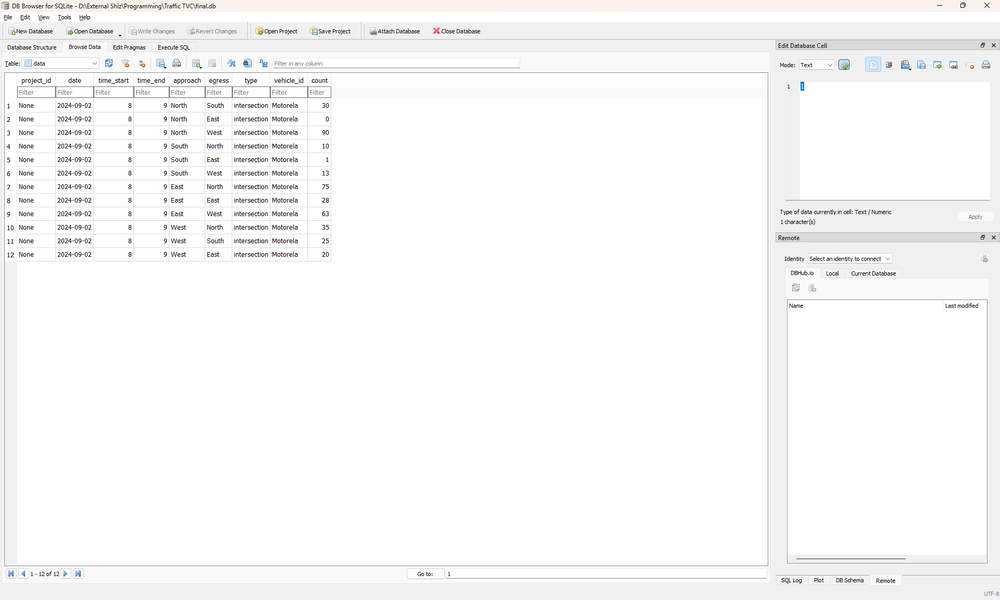 DB Browser for SQLite - D:\External Shiz\Programming\Traffic TVC\final.db
File Edit View Tools Help
New Database Open Database Write Changes Revert Changes Open Project Save Project Attach Database Close Database
Database Structure Browse Data Edit Pragmas Execute SQL
Table: data Filter in any column
project_id date time_start time_end approach egress type vehicle_id count
Filter Filter Filter Filter Filter Filter Filter Filter Filter
1 None 2024-09-02 8 9 North South intersection Motorela 30
2 None 2024-09-02 8 9 North East intersection Motorela 0
3 None 2024-09-02 8 9 North West intersection Motorela 90
4 None 2024-09-02 8 9 South North intersection Motorela 10
5 None 2024-09-02 8 9 South East intersection Motorela 1
6 None 2024-09-02 8 9 South West intersection Motorela 13
7 None 2024-09-02 8 9 East North intersection Motorela 75
8 None 2024-09-02 8 9 East East intersection Motorela 28
9 None 2024-09-02 8 9 East West intersection Motorela 63
10 None 2024-09-02 8 9 West North intersection Motorela 35
11 None 2024-09-02 8 9 West South intersection Motorela 25
12 None 2024-09-02 8 9 West East intersection Motorela 20
1 - 12 of 12 Go to: 1
Edit Database Cell
Mode: Text
1 1
Type of data currently in cell: Text / Numeric
1 character(s)
Apply
Remote
Identity Select an identity to connect
DBHub.io Local Current Database
Name Last modified
SQL Log Plot DB Schema Remote
UTF-8